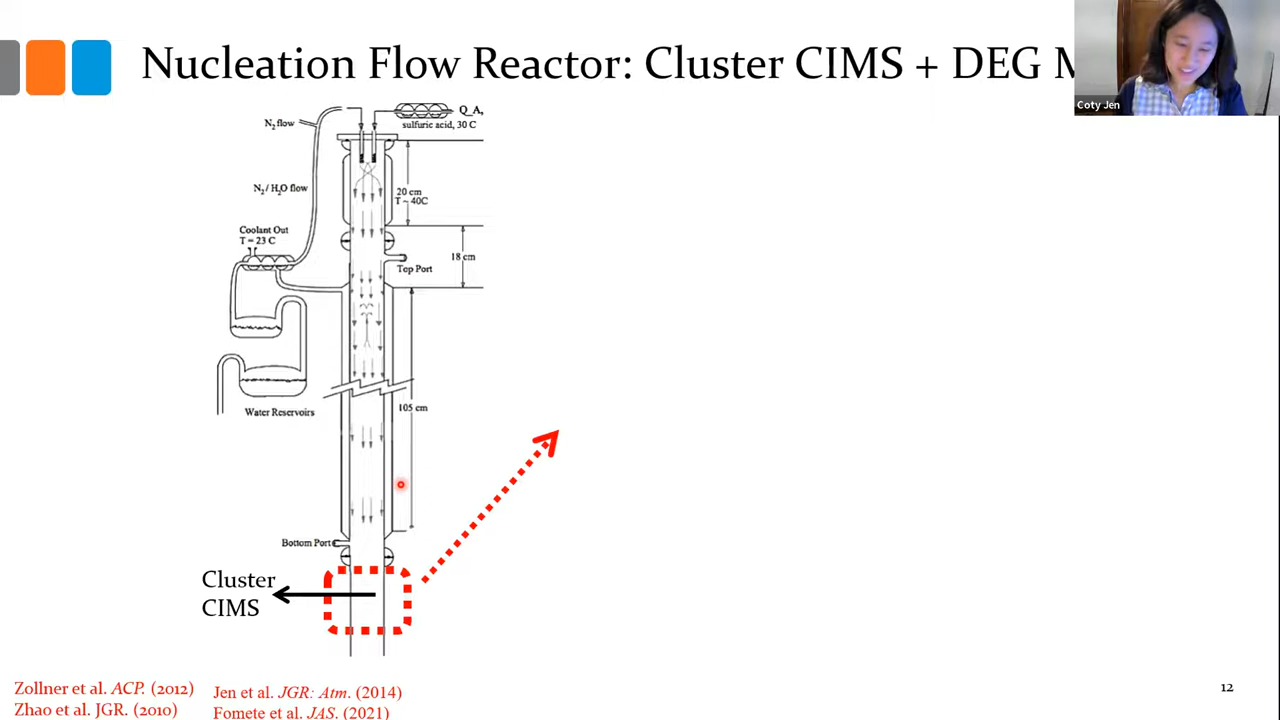 Nucleation Flow Reactor: Cluster CIMS + DEG M
Coty Jen
N2 flow
Q_A,
sulfuric acid, 30 C
N2 / H2O flow
20 cm
T ~ 40C
Coolant Out
T = 23 C
18 cm
Top Port
105 cm
Water Reservoirs
Bottom Port
Cluster
CIMS
Zollner et al. ACP. (2012)
Zhao et al. JGR. (2010)
Jen et al. JGR: Atm. (2014)
Fomete et al. JAS. (2021)
12